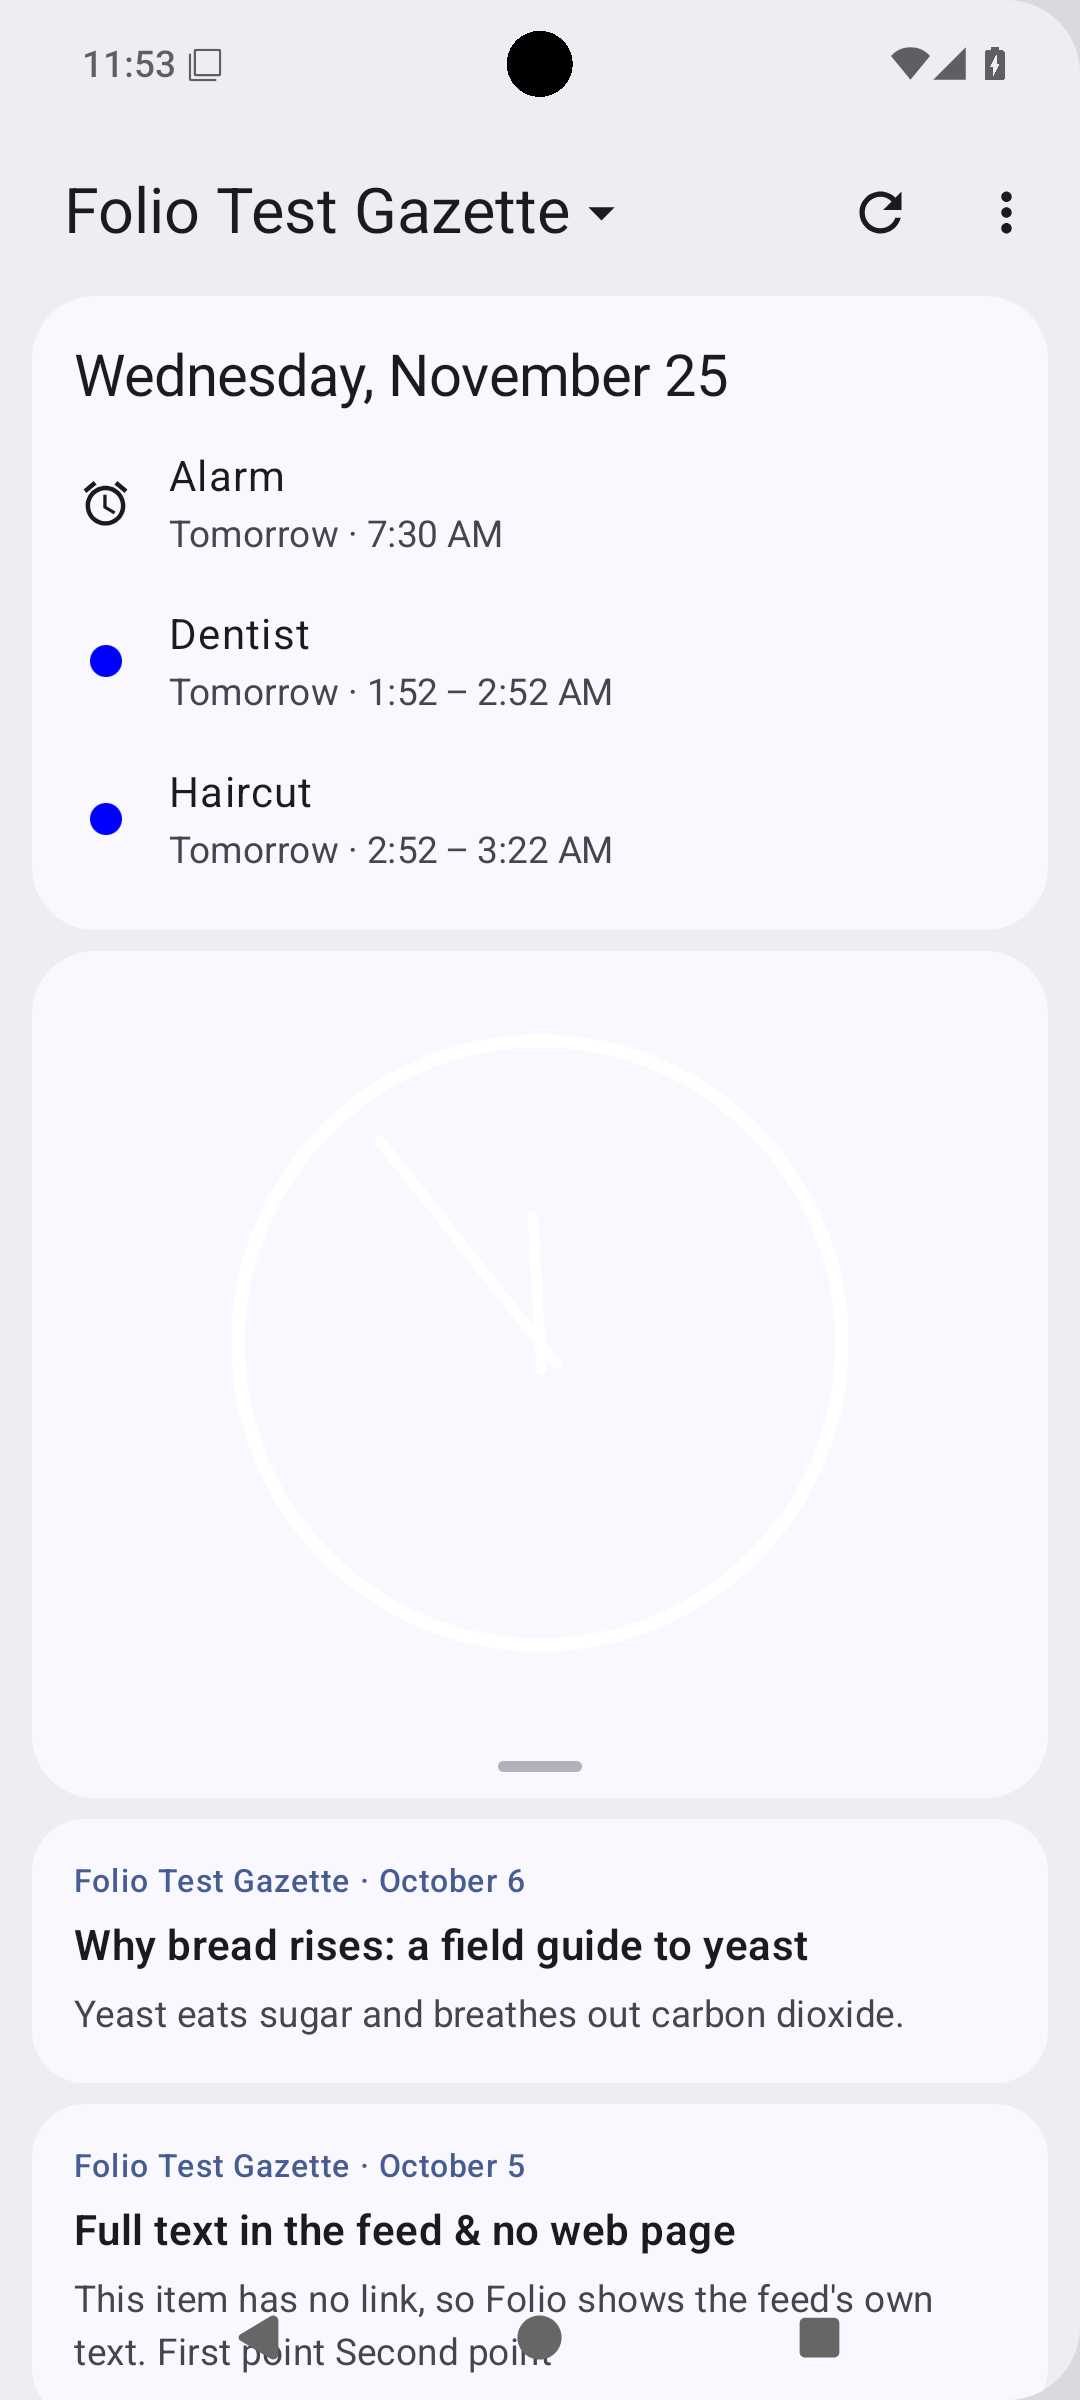 11:53
Folio Test Gazette
Wednesday, November 25
Alarm
Tomorrow · 7:30 AM
Dentist
Tomorrow · 1:52 – 2:52 AM
Haircut
Tomorrow · 2:52 – 3:22 AM
Folio Test Gazette · October 6
Why bread rises: a field guide to yeast
Yeast eats sugar and breathes out carbon dioxide.
Folio Test Gazette · October 5
Full text in the feed & no web page
This item has no link, so Folio shows the feed's own
text. First point Second point